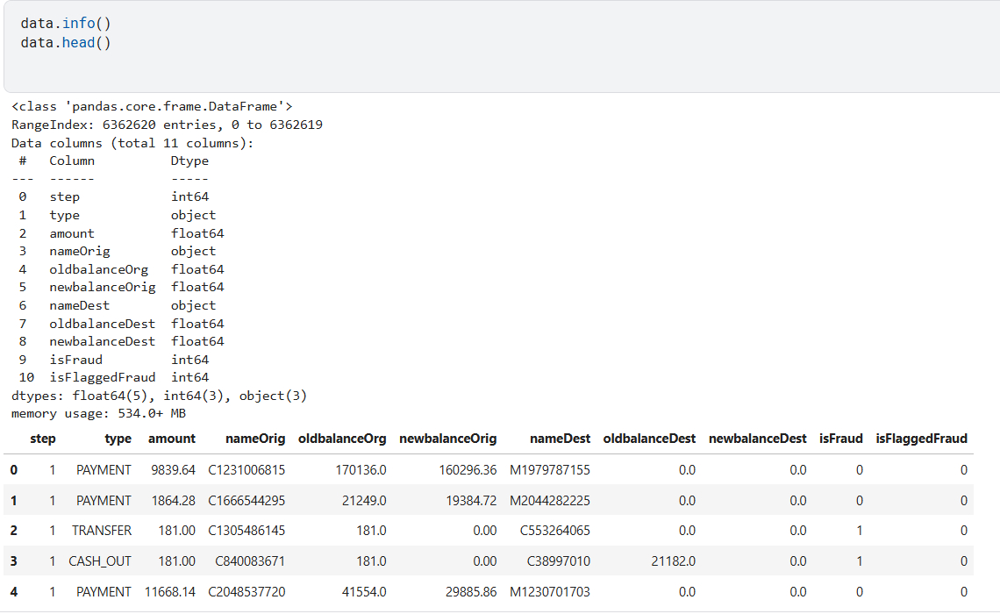 data.info()
data.head()
<class 'pandas.core.frame.DataFrame'>
RangeIndex: 6362620 entries, 0 to 6362619
Data columns (total 11 columns):
 #   Column          Dtype
---  ------          -----
 0   step            int64
 1   type            object
 2   amount          float64
 3   nameOrig        object
 4   oldbalanceOrg   float64
 5   newbalanceOrig  float64
 6   nameDest        object
 7   oldbalanceDest  float64
 8   newbalanceDest  float64
 9   isFraud         int64
 10  isFlaggedFraud  int64
dtypes: float64(5), int64(3), object(3)
memory usage: 534.0+ MB
step type amount nameOrig oldbalanceOrg newbalanceOrig nameDest oldbalanceDest newbalanceDest isFraud isFlaggedFraud
0 1 PAYMENT 9839.64 C1231006815 170136.0 160296.36 M1979787155 0.0 0.0 0 0
1 1 PAYMENT 1864.28 C1666544295 21249.0 19384.72 M2044282225 0.0 0.0 0 0
2 1 TRANSFER 181.00 C1305486145 181.0 0.00 C553264065 0.0 0.0 1 0
3 1 CASH_OUT 181.00 C840083671 181.0 0.00 C38997010 21182.0 0.0 1 0
4 1 PAYMENT 11668.14 C2048537720 41554.0 29885.86 M1230701703 0.0 0.0 0 0